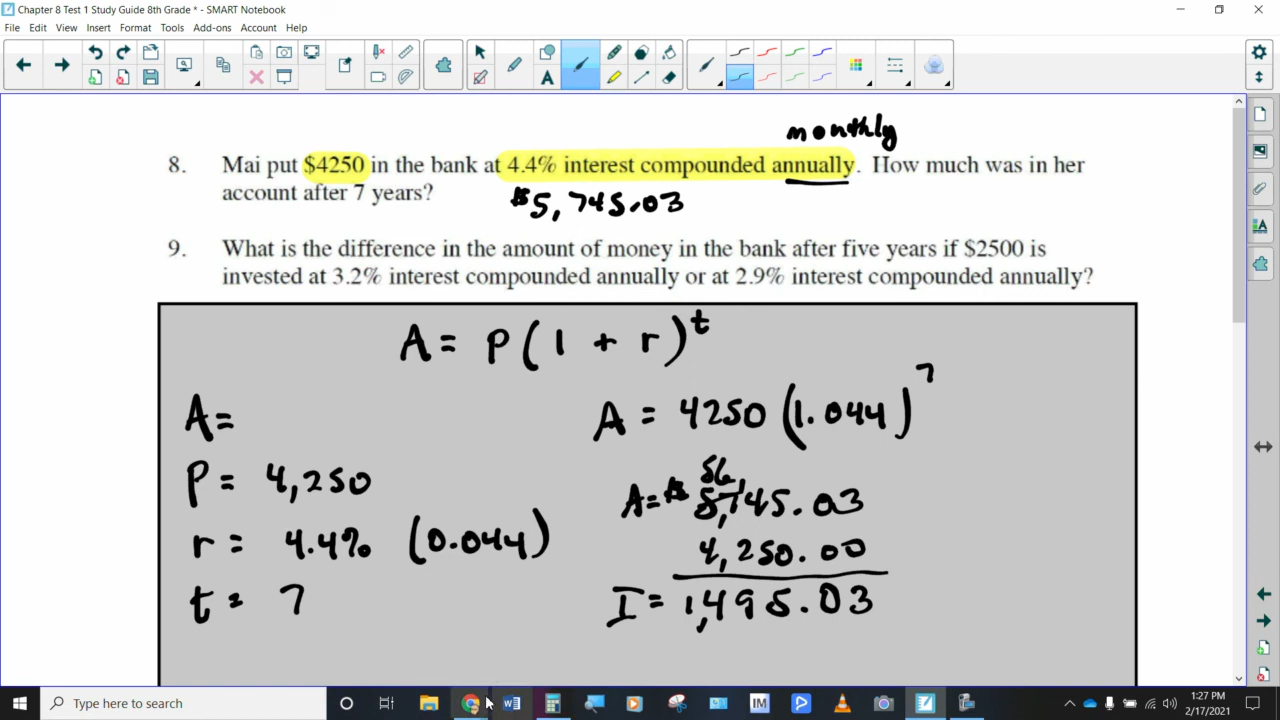 Chapter 8 Test 1 Study Guide 8th Grade * - SMART Notebook
File Edit View Insert Format Tools Add-ons Account Help
monthly
8. Mai put $4250 in the bank at 4.4% interest compounded annually. How much was in her
account after 7 years?
$5,745.03
9. What is the difference in the amount of money in the bank after five years if $2500 is
invested at 3.2% interest compounded annually or at 2.9% interest compounded annually?
A = P(1 + r)^t
A=
A = 4250 (1.044)^7
P = 4,250
A = $5,745.03
r = 4.4% (0.044)
4,250.00
t = 7
I = 1,495.03
Type here to search
1:27 PM
2/17/2021